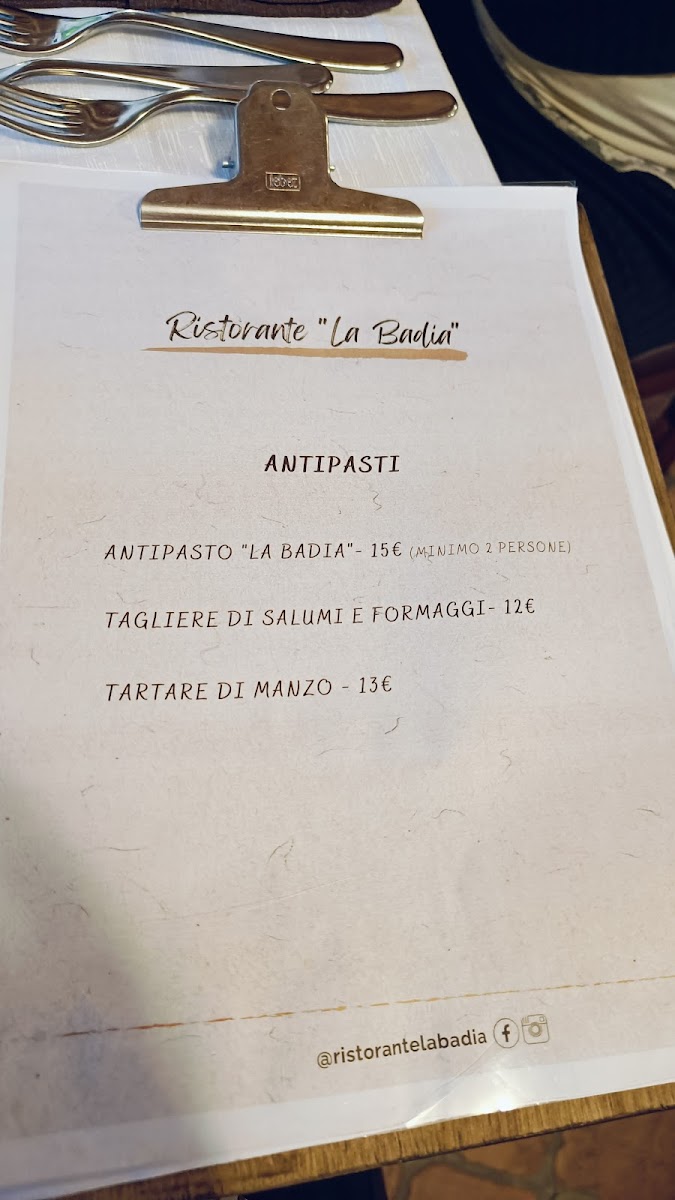 lebez
Ristorante "La Badia"
ANTIPASTI
ANTIPASTO "LA BADIA"- 15€ (MINIMO 2 PERSONE)
TAGLIERE DI SALUMI E FORMAGGI- 12€
TARTARE DI MANZO - 13€
@ristorantelabadia